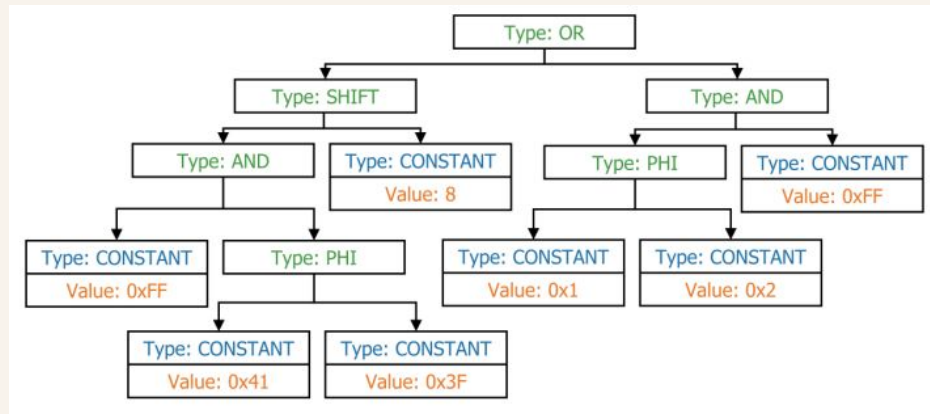 Type: OR
Type: SHIFT
Type: AND
Type: AND
Type: CONSTANT
Value: 8
Type: PHI
Type: CONSTANT
Value: 0xFF
Type: CONSTANT
Value: 0xFF
Type: PHI
Type: CONSTANT
Value: 0x1
Type: CONSTANT
Value: 0x2
Type: CONSTANT
Value: 0x41
Type: CONSTANT
Value: 0x3F